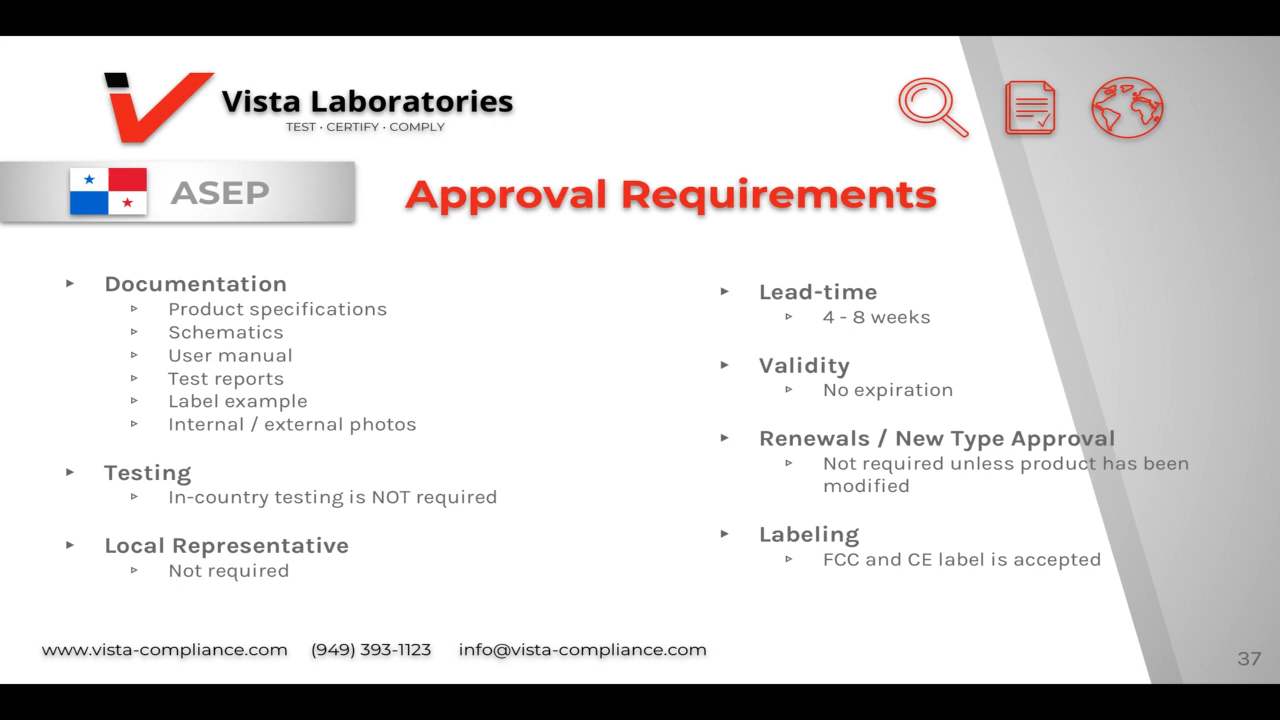 Vista Laboratories
TEST · CERTIFY · COMPLY
ASEP
Approval Requirements
Documentation
Product specifications
Schematics
User manual
Test reports
Label example
Internal / external photos
Testing
In-country testing is NOT required
Local Representative
Not required
Lead-time
4 - 8 weeks
Validity
No expiration
Renewals / New Type Approval
Not required unless product has been
modified
Labeling
FCC and CE label is accepted
www.vista-compliance.com (949) 393-1123 info@vista-compliance.com
37